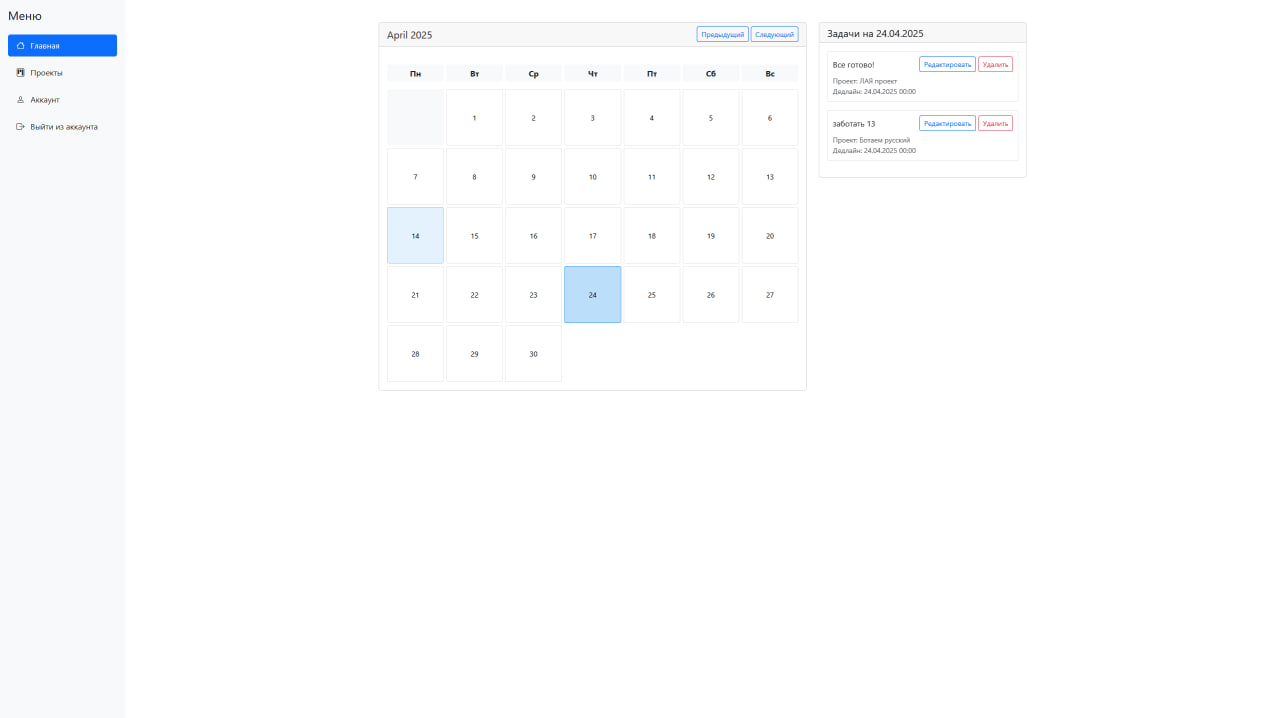 Меню
Главная
Проекты
Аккаунт
Выйти из аккаунта
April 2025
Предыдущий Следующий
Пн Вт Ср Чт Пт Сб Вс
1 2 3 4 5 6
7 8 9 10 11 12 13
14 15 16 17 18 19 20
21 22 23 24 25 26 27
28 29 30
Задачи на 24.04.2025
Все готово! Редактировать Удалить
Проект: ЛАЯ проект
Дедлайн: 24.04.2025 00:00
заботать 13 Редактировать Удалить
Проект: Ботаем русский
Дедлайн: 24.04.2025 00:00